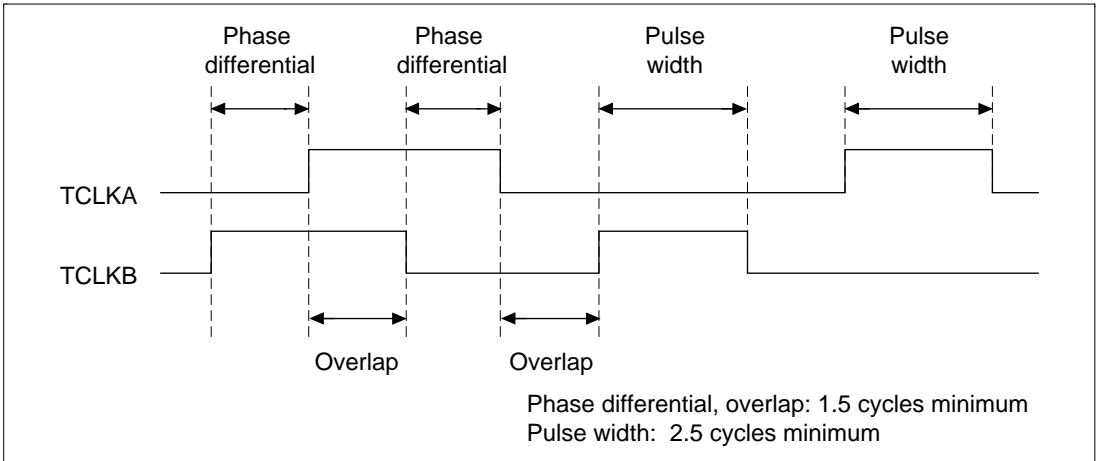 Phase
differential
Phase
differential
Pulse
width
Pulse
width
TCLKA
TCLKB
Overlap
Overlap
Phase differential, overlap: 1.5 cycles minimum
Pulse width:  2.5 cycles minimum